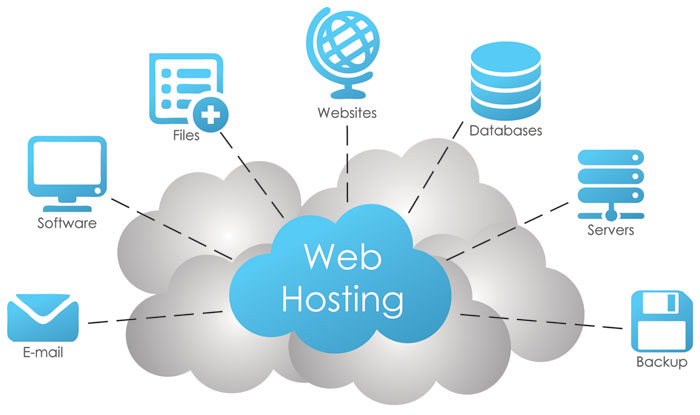 Websites
Files
Databases
Software
Servers
Web
Hosting
E-mail
Backup